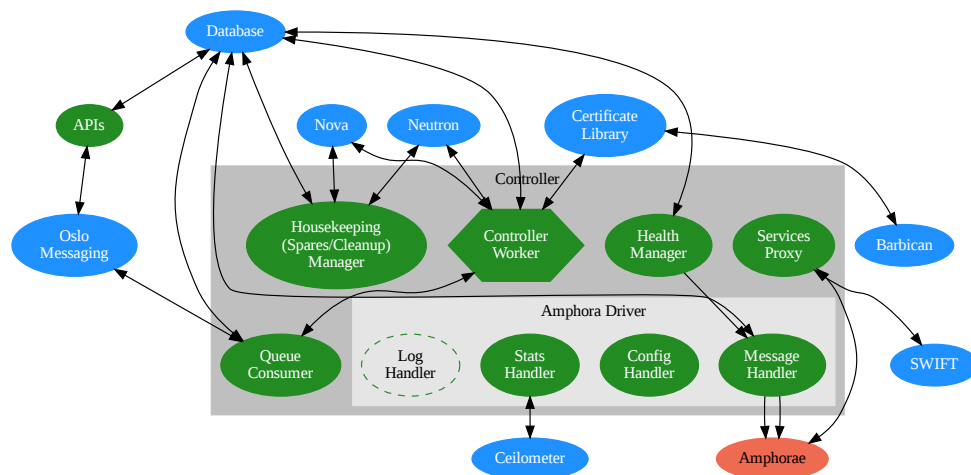 Database
APIs
Nova
Neutron
Certificate
Library
Controller
Oslo
Messaging
Housekeeping
(Spares/Cleanup)
Manager
Controller
Worker
Health
Manager
Services
Proxy
Barbican
Amphora Driver
Queue
Consumer
Log
Handler
Stats
Handler
Config
Handler
Message
Handler
SWIFT
Ceilometer
Amphorae